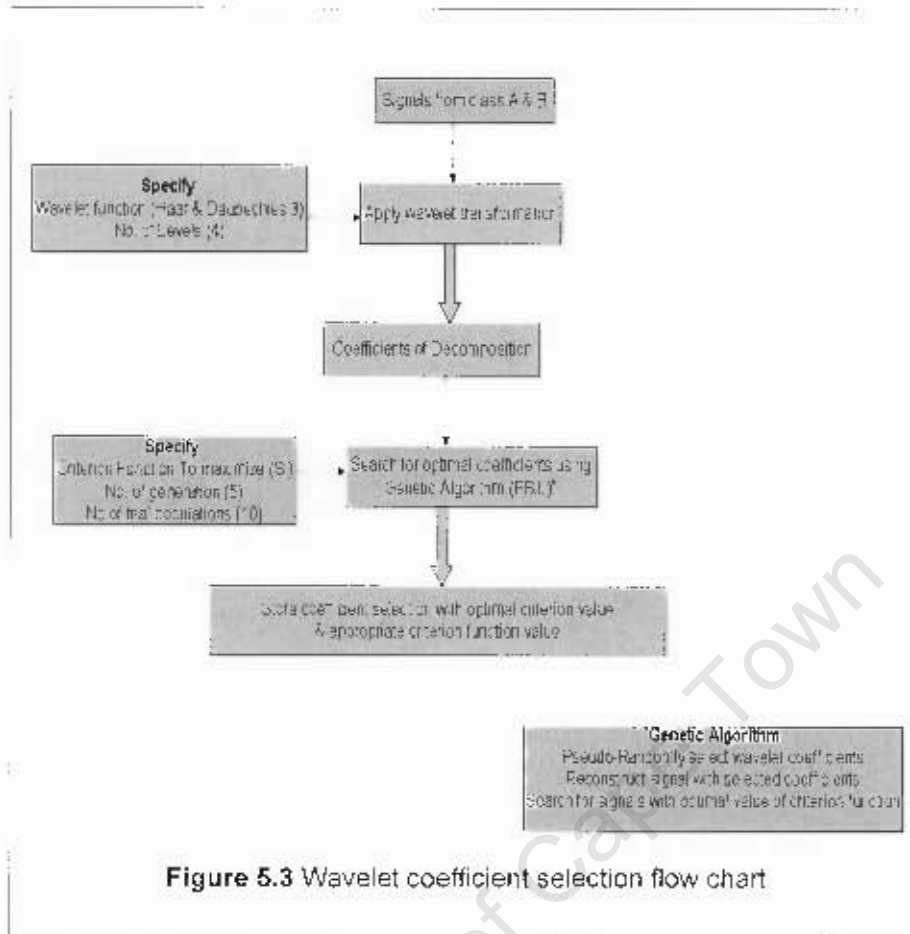 Signals from class A & B
Specify
Wavelet function (Haar & Daubechies 3)
No. of Levels (4)
Apply wavelet transformation
Coefficients of Decomposition
Specify
Criterion Function To maximize
No. of generation (5)
No of trial populations (10)
Search for optimal coefficients using
Genetic Algorithm
Store coefficient selection with optimal criterion value
& appropriate criterion function value
Genetic Algorithm
Pseudo-Randomly select wavelet coefficients
Reconstruct signal with selected coefficients
Search for signals with optimal value of criterion function
Figure 5.3 Wavelet coefficient selection flow chart
of Cape Town